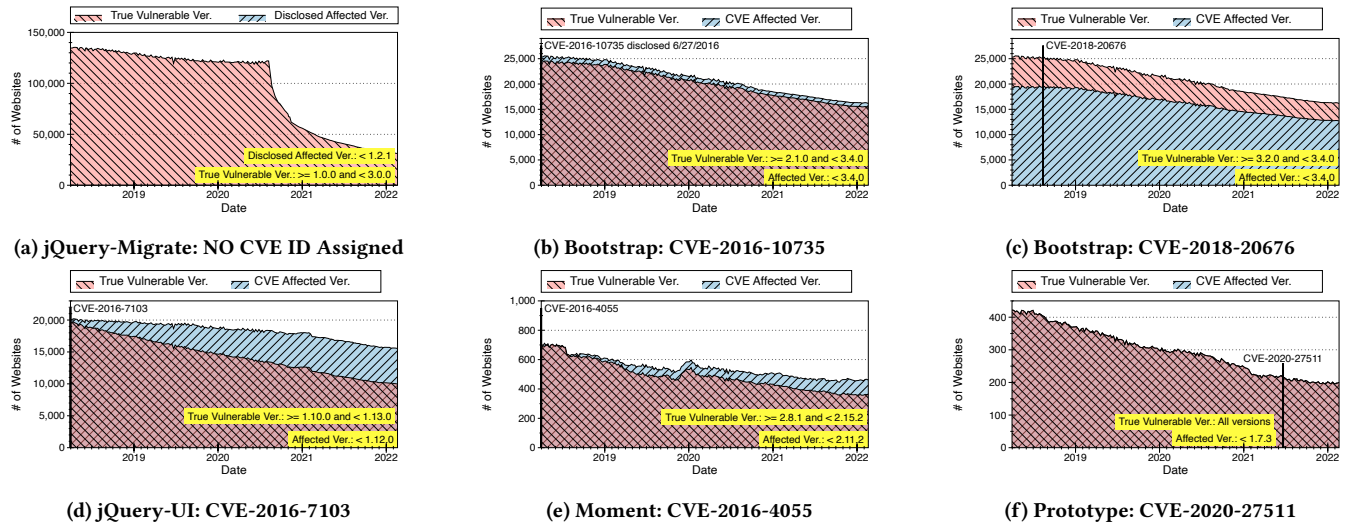 True Vulnerable Ver. Disclosed Affected Ver.
150,000
100,000
50,000
0
# of Websites
Disclosed Affected Ver.: < 1.2.1
True Vulnerable Ver.: >= 1.0.0 and < 3.0.0
2019 2020 2021 2022
Date
(a) jQuery-Migrate: NO CVE ID Assigned
True Vulnerable Ver. CVE Affected Ver.
CVE-2016-10735 disclosed 6/27/2016
25,000
20,000
15,000
10,000
5,000
0
# of Websites
True Vulnerable Ver.: >= 2.1.0 and < 3.4.0
Affected Ver.: < 3.4.0
2019 2020 2021 2022
Date
(b) Bootstrap: CVE-2016-10735
True Vulnerable Ver. CVE Affected Ver.
CVE-2018-20676
25,000
20,000
15,000
10,000
5,000
0
# of Websites
True Vulnerable Ver.: >= 3.2.0 and < 3.4.0
Affected Ver.: < 3.4.0
2019 2020 2021 2022
Date
(c) Bootstrap: CVE-2018-20676
True Vulnerable Ver. CVE Affected Ver.
CVE-2016-7103
20,000
15,000
10,000
5,000
0
# of Websites
True Vulnerable Ver.: >= 1.10.0 and < 1.13.0
Affected Ver.: < 1.12.0
2019 2020 2021 2022
Date
(d) jQuery-UI: CVE-2016-7103
True Vulnerable Ver. CVE Affected Ver.
1,000
CVE-2016-4055
800
600
400
200
0
# of Websites
True Vulnerable Ver.: >= 2.8.1 and < 2.15.2
Affected Ver.: < 2.11.2
2019 2020 2021 2022
Date
(e) Moment: CVE-2016-4055
True Vulnerable Ver. CVE Affected Ver.
400
300
200
100
0
# of Websites
CVE-2020-27511
True Vulnerable Ver.: All versions
Affected Ver.: < 1.7.3
2019 2020 2021 2022
Date
(f) Prototype: CVE-2020-27511